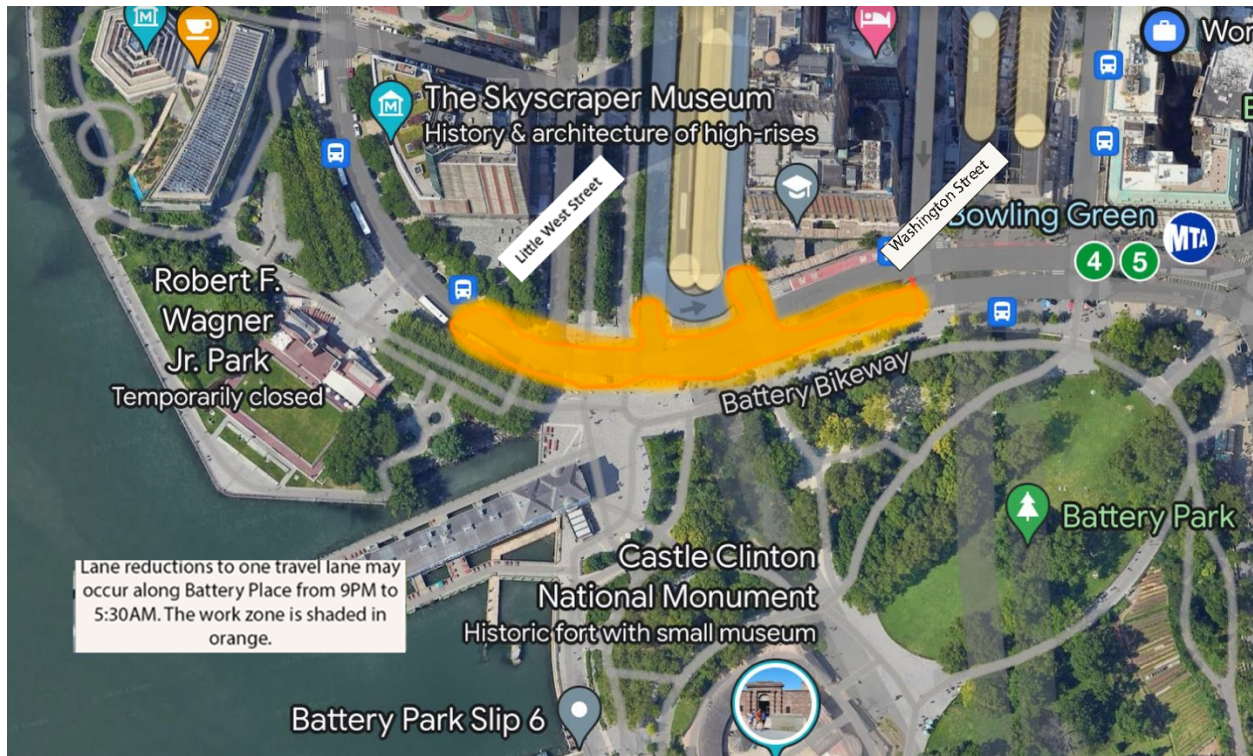 The Skyscraper Museum
History & architecture of high-rises
Little West Street
Washington Street
Bowling Green
4 5 MTA
Robert F.
Wagner
Jr. Park
Temporarily closed
Battery Bikeway
Battery Park
Lane reductions to one travel lane may
occur along Battery Place from 9PM to
5:30AM. The work zone is shaded in
orange.
Castle Clinton
National Monument
Historic fort with small museum
Battery Park Slip 6